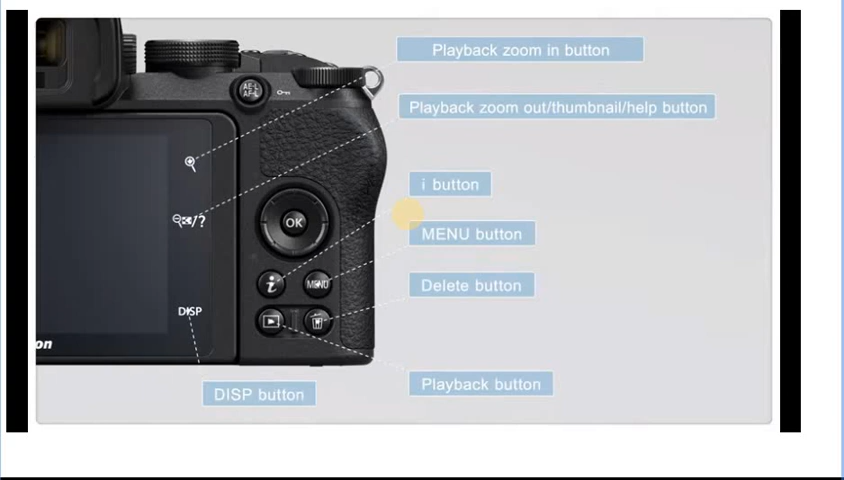 Playback zoom in button
AE-L
AF-L
Playback zoom out/thumbnail/help button
i button
/?
OK
MENU button
i
MENU
Delete button
DISP
on
Playback button
DISP button